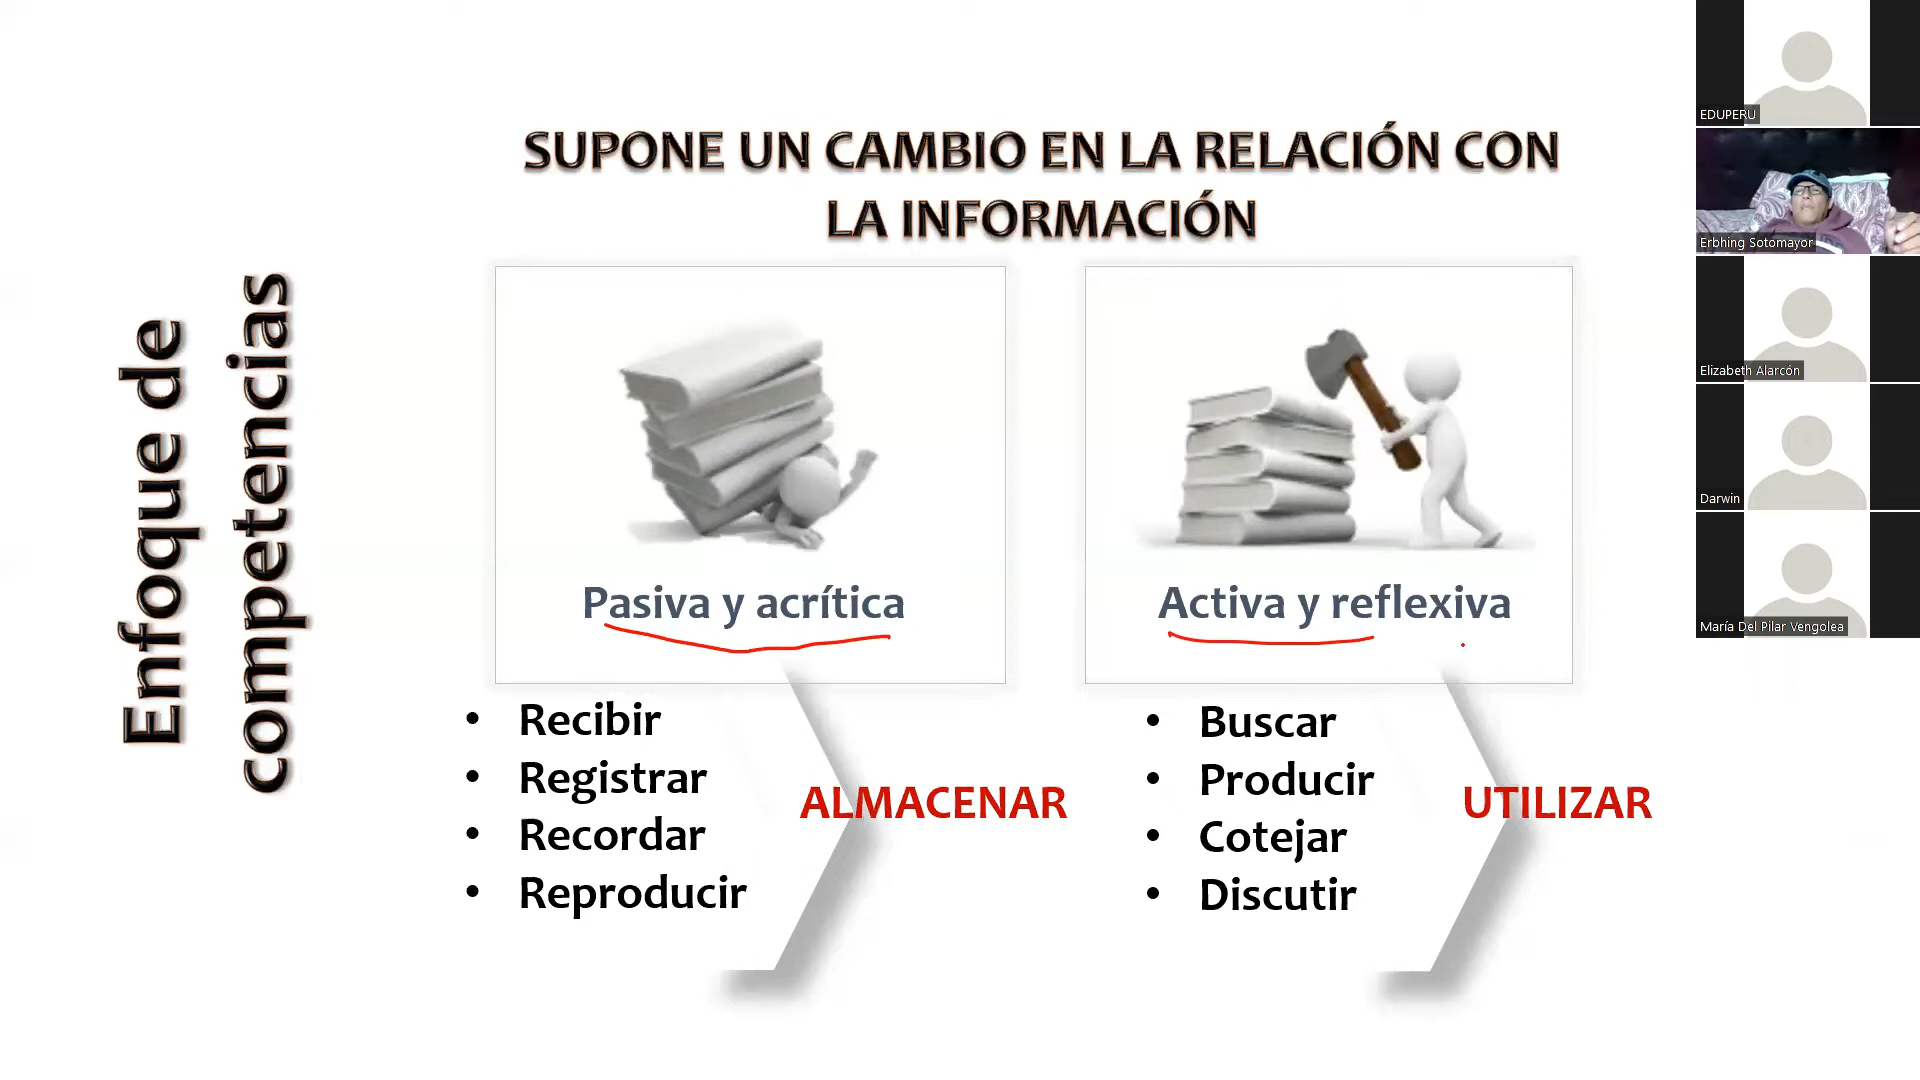 SUPONE UN CAMBIO EN LA RELACIÓN CON
LA INFORMACIÓN
Enfoque de
competencias
Pasiva y acrítica
• Recibir
• Registrar
• Recordar
• Reproducir
ALMACENAR
Activa y reflexiva
• Buscar
• Producir
• Cotejar
• Discutir
UTILIZAR
EDUPERU
Erbhing Sotomayor
Elizabeth Alarcón
Darwin
María Del Pilar Vengolea